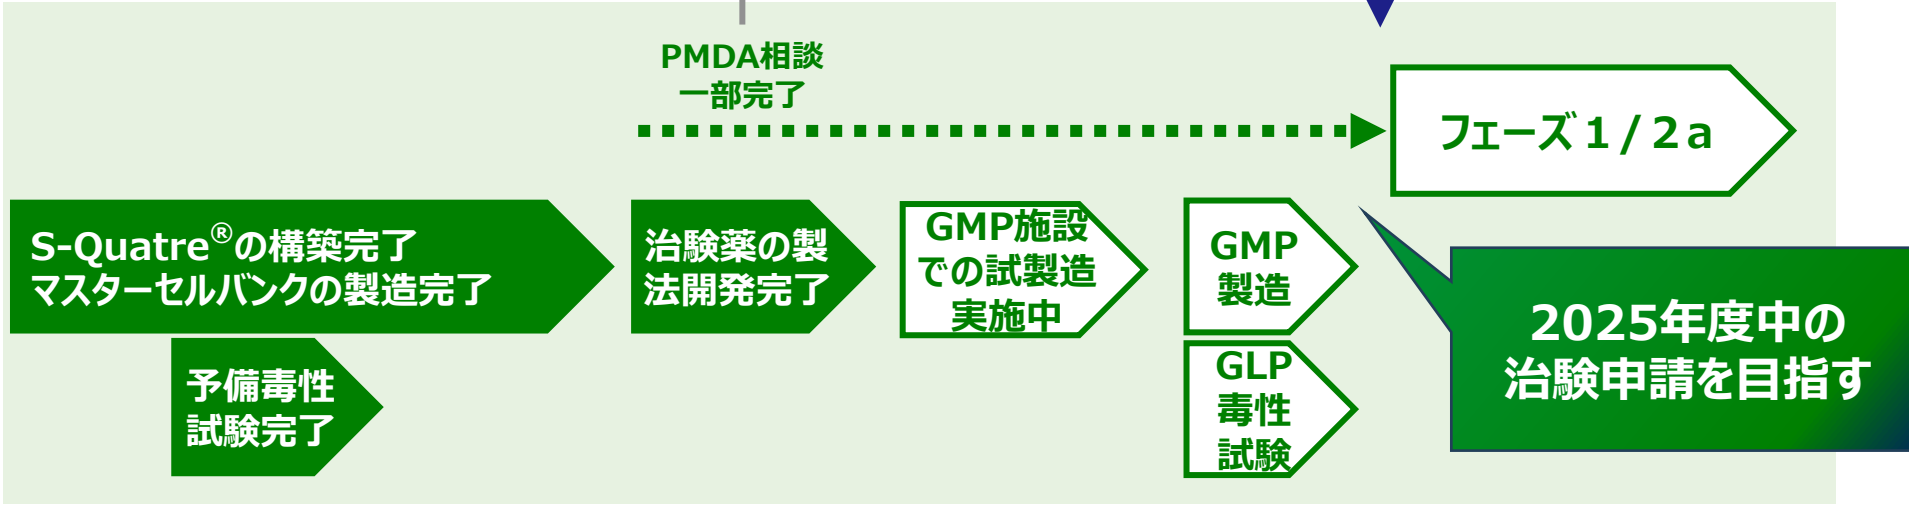 PMDA相談
一部完了
フェーズ1/2a
S-Quatre®の構築完了
マスターセルバンクの製造完了
治験薬の製
法開発完了
GMP施設
での試製造
実施中
GMP
製造
2025年度中の
治験申請を目指す
予備毒性
試験完了
GLP
毒性
試験